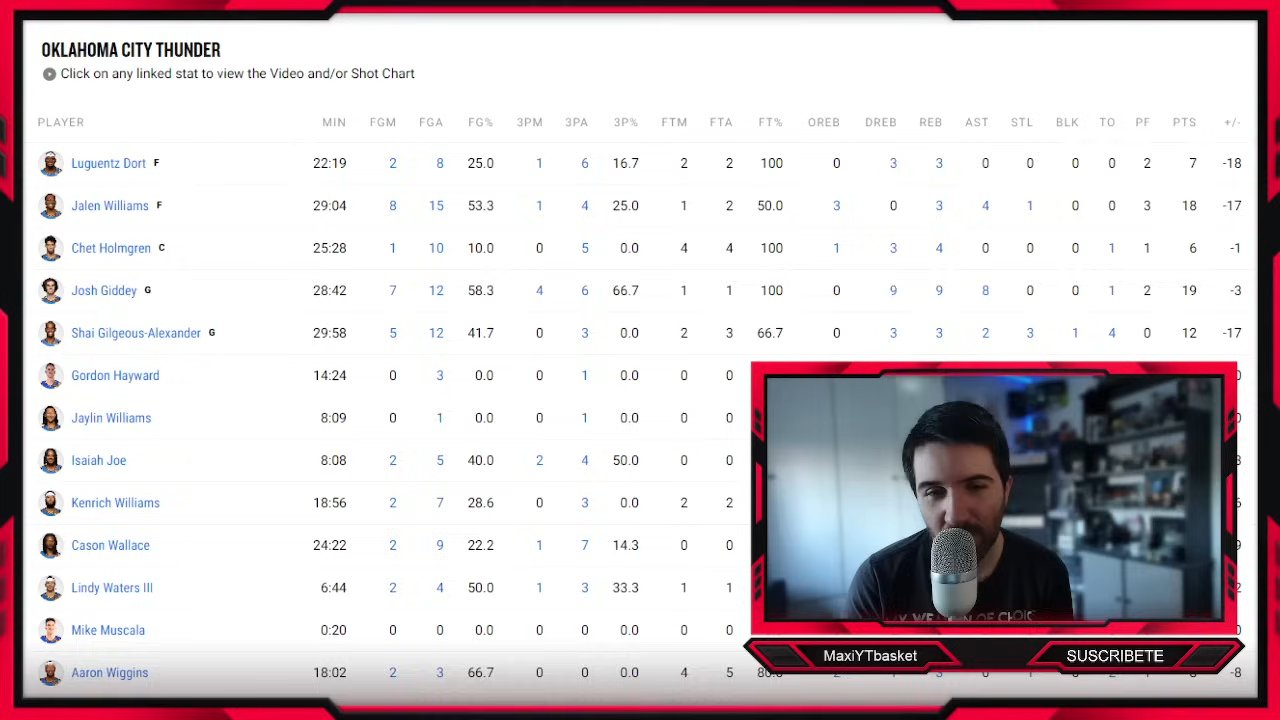 OKLAHOMA CITY THUNDER
Click on any linked stat to view the Video and/or Shot Chart
PLAYER MIN FGM FGA FG% 3PM 3PA 3P% FTM FTA FT% OREB DREB REB AST STL BLK TO PF PTS +/-
Luguentz Dort F 22:19 2 8 25.0 1 6 16.7 2 2 100 0 3 3 0 0 0 0 2 7 -18
Jalen Williams F 29:04 8 15 53.3 1 4 25.0 1 2 50.0 3 0 3 4 1 0 0 3 18 -17
Chet Holmgren C 25:28 1 10 10.0 0 5 0.0 4 4 100 1 3 4 0 0 0 1 1 6 -1
Josh Giddey G 28:42 7 12 58.3 4 6 66.7 1 1 100 0 9 9 8 0 0 1 2 19 -3
Shai Gilgeous-Alexander G 29:58 5 12 41.7 0 3 0.0 2 3 66.7 0 3 3 2 3 1 4 0 12 -17
Gordon Hayward 14:24 0 3 0.0 0 1 0.0 0 0
Jaylin Williams 8:09 0 1 0.0 0 1 0.0 0 0
Isaiah Joe 8:08 2 5 40.0 2 4 50.0 0 0
Kenrich Williams 18:56 2 7 28.6 0 3 0.0 2 2
Cason Wallace 24:22 2 9 22.2 1 7 14.3 0 0
Lindy Waters III 6:44 2 4 50.0 1 3 33.3 1 1
Mike Muscala 0:20 0 0 0.0 0 0 0.0 0 0
Aaron Wiggins 18:02 2 3 66.7 0 0 0.0 4 5 -8
MaxiYTbasket
SUSCRIBETE